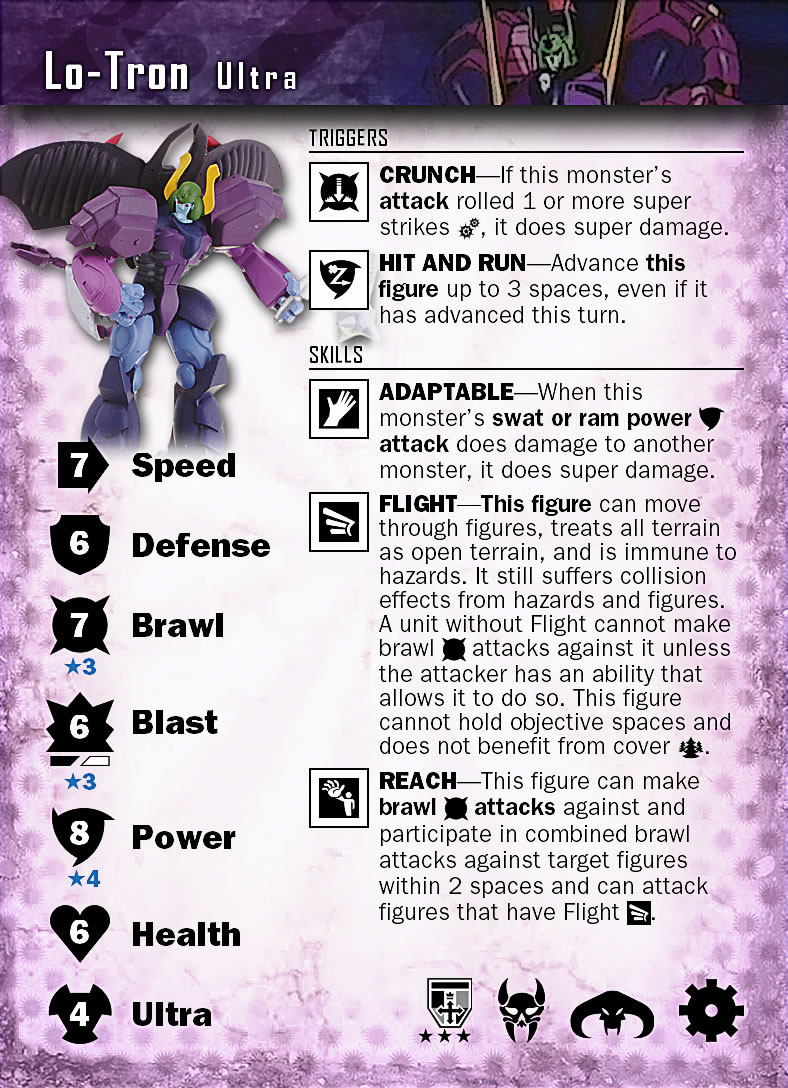 Lo-Tron Ultra
TRIGGERS
CRUNCH—If this monster's
attack rolled 1 or more super
strikes , it does super damage.
HIT AND RUN—Advance this
figure up to 3 spaces, even if it
has advanced this turn.
SKILLS
ADAPTABLE—When this
monster's swat or ram power
attack does damage to another
monster, it does super damage.
FLIGHT—This figure can move
through figures, treats all terrain
as open terrain, and is immune to
hazards. It still suffers collision
effects from hazards and figures.
A unit without Flight cannot make
brawl attacks against it unless
the attacker has an ability that
allows it to do so. This figure
cannot hold objective spaces and
does not benefit from cover .
REACH—This figure can make
brawl attacks against and
participate in combined brawl
attacks against target figures
within 2 spaces and can attack
figures that have Flight .
7 Speed
6 Defense
7 Brawl
★3
6 Blast
★3
8 Power
★4
6 Health
4 Ultra
★★★